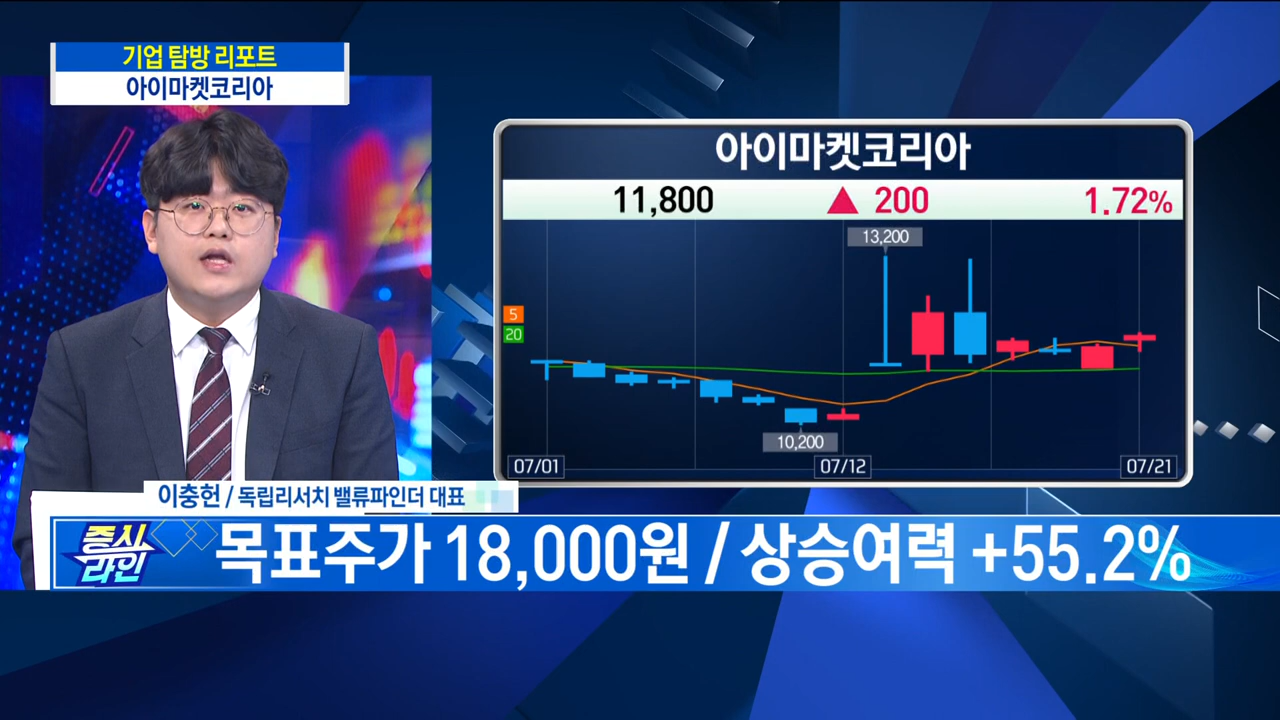 기업 탐방 리포트
아이마켓코리아
아이마켓코리아
11,800 ▲ 200 1.72%
13,200
5
20
10,200
07/01 07/12 07/21
이충헌 / 독립리서치 밸류파인더 대표
증시라인
목표주가 18,000원 / 상승여력 +55.2%